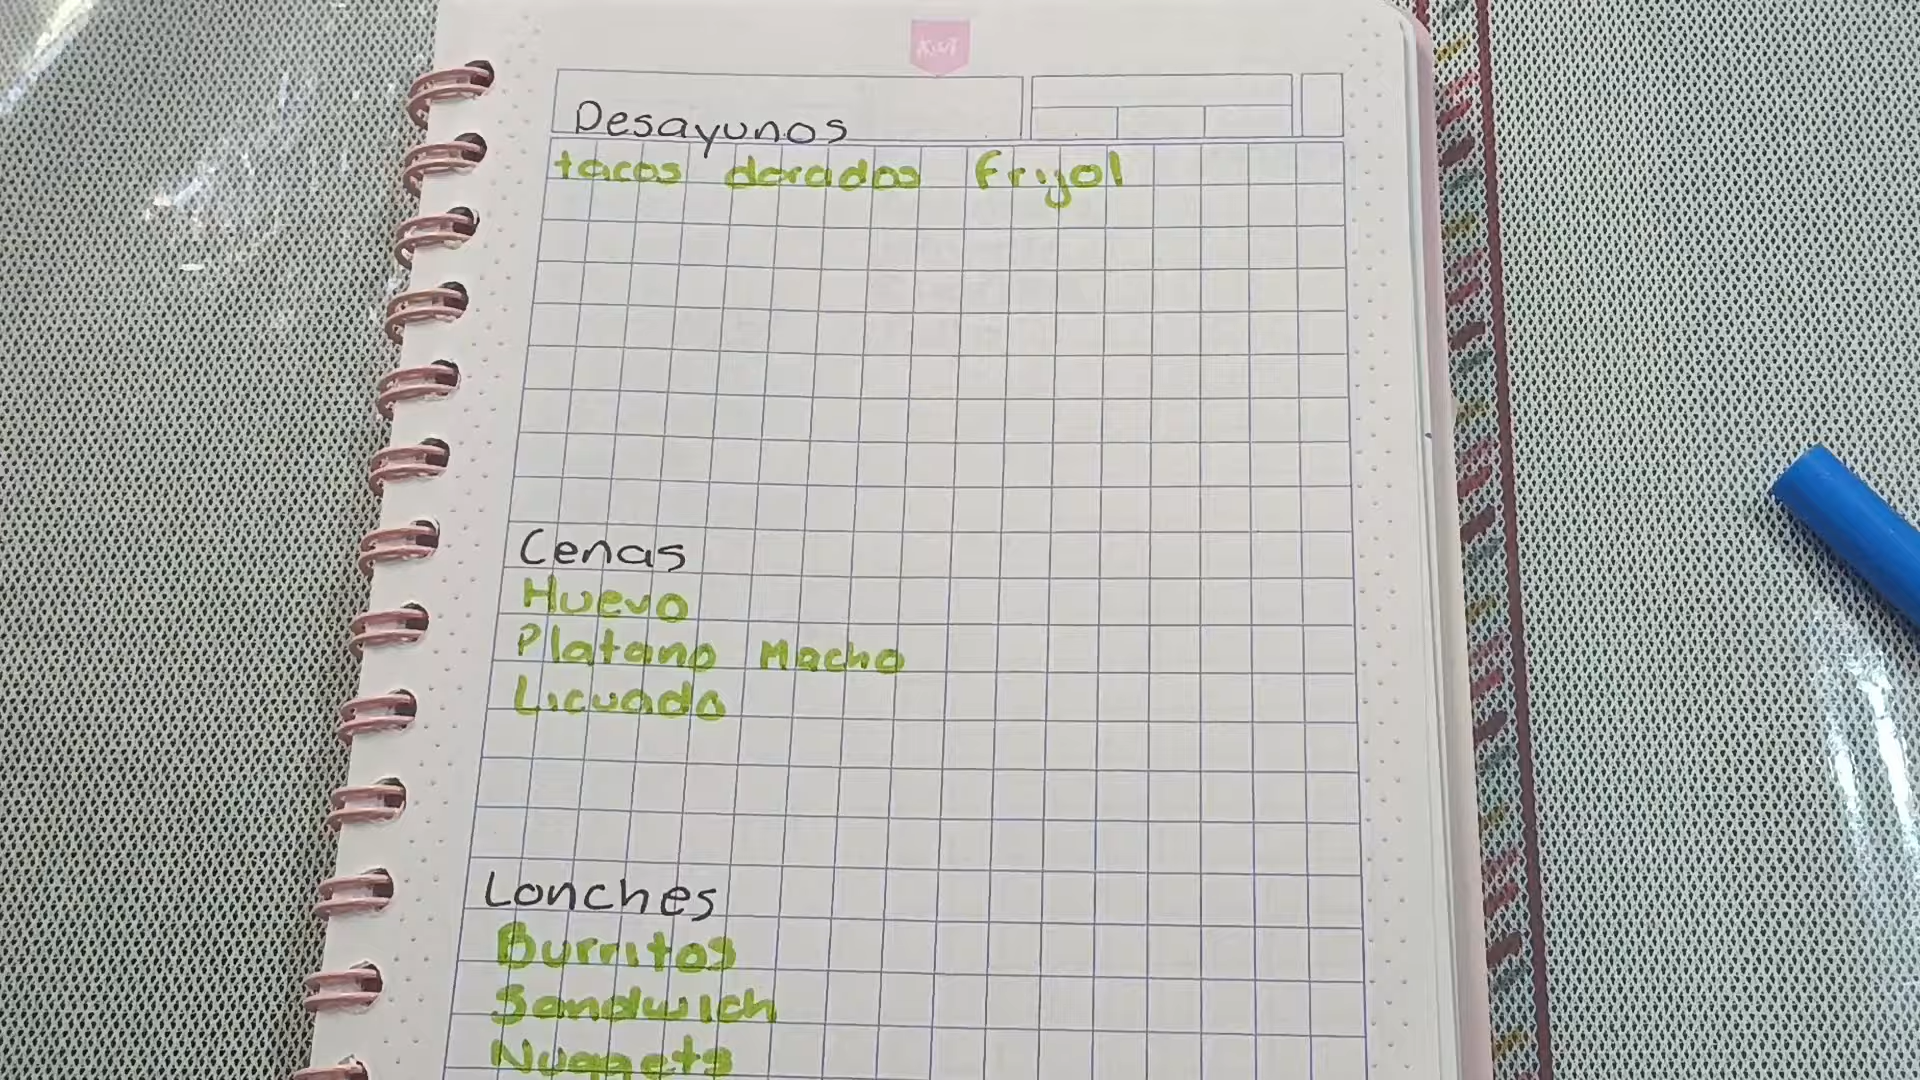 Desayunos
tacos dorados Frijol
Cenas
Huevo
Platano Macho
Licuado
Lonches
Burritos
Sandwich
Nuggets